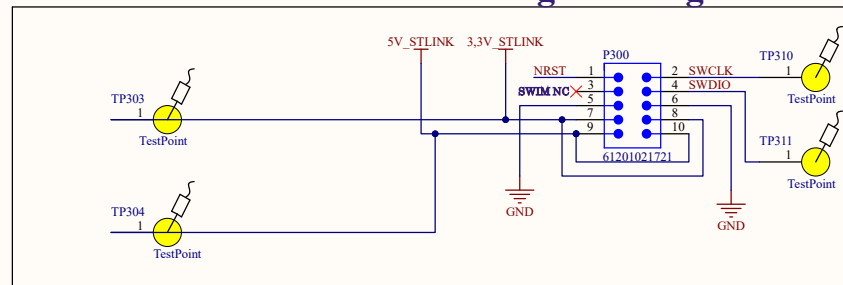 5V_STLINK 3,3V_STLINK
P300
TP310
NRST 1 2 SWCLK 1
SWIM NC 3 4 SWDIO
TP303 5 6 TestPoint
1 7 8
TestPoint 9 10 TP311
61201021721 1
GND TestPoint
TP304 GND
1
TestPoint